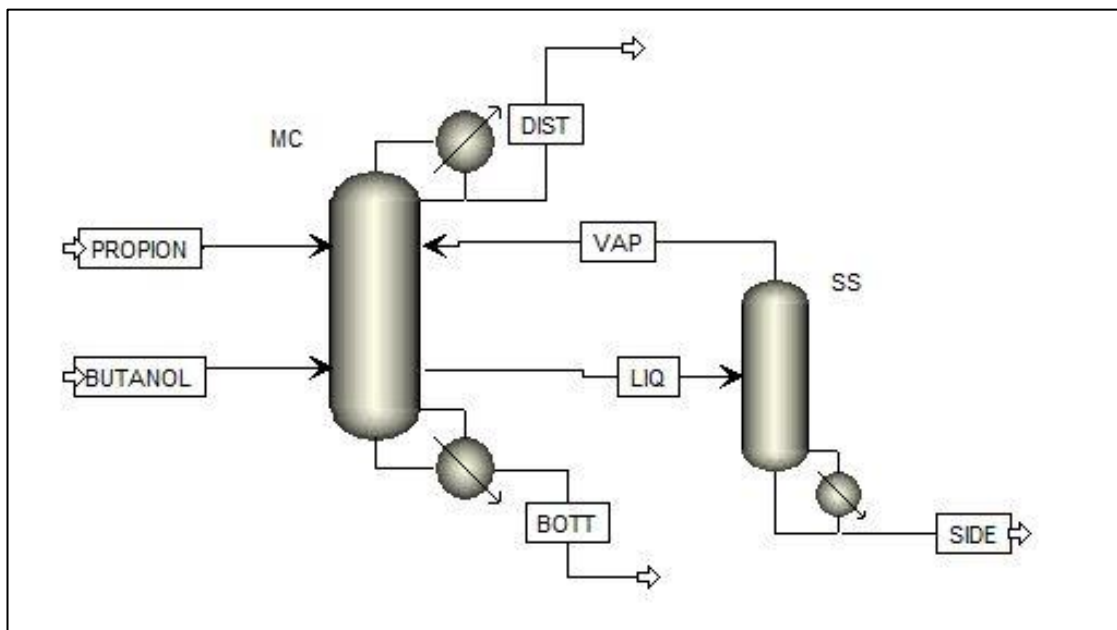 MC
DIST
PROPION
VAP
SS
BUTANOL
LIQ
BOTT
SIDE